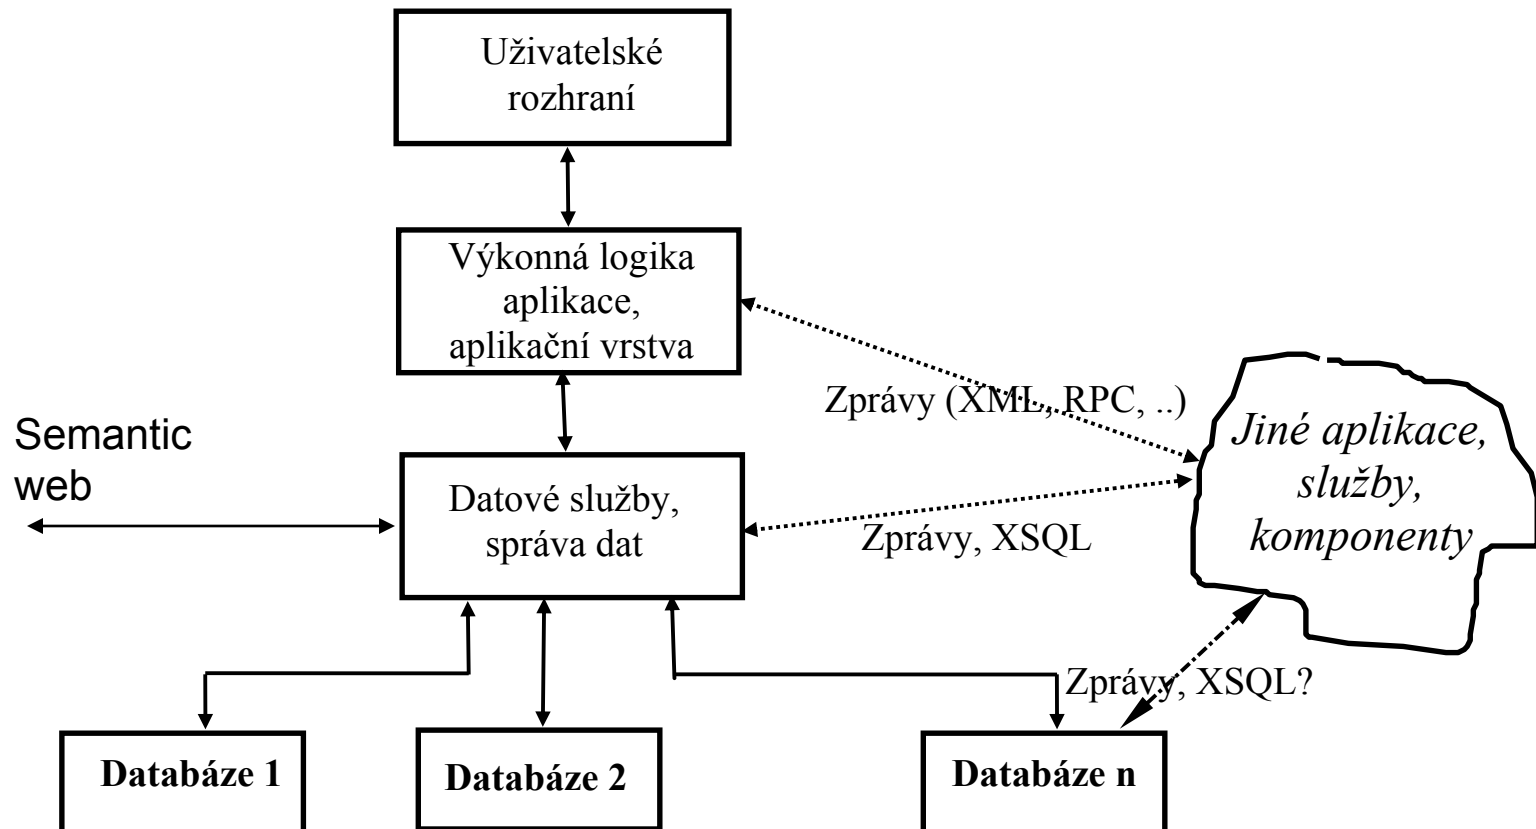 Uživatelské
rozhraní
Výkonná logika
aplikace,
aplikační vrstva
Zprávy (XML, RPC, ..)
Semantic
web
Jiné aplikace,
služby,
komponenty
Datové služby,
správa dat
Zprávy, XSQL
Zprávy, XSQL?
Databáze 1
Databáze 2
Databáze n